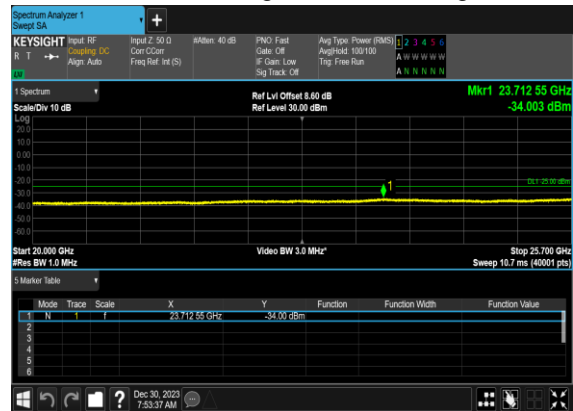 Spectrum Analyzer 1
Swept SA
+
KEYSIGHT Input: RF Input Z: 50 Ω #Atten: 40 dB PNO: Fast Avg Type: Power (RMS) 1 2 3 4 5 6
R T Coupling: DC Corr CCorr Gate: Off Avg|Hold: 100/100 A W W W W W
Align: Auto Freq Ref: Int (S) IF Gain: Low Trig: Free Run
LXI Sig Track: Off A N N N N N
1 Spectrum Ref Lvl Offset 8.60 dB Mkr1 23.712 55 GHz
Scale/Div 10 dB Ref Level 30.00 dBm -34.003 dBm
Log
20.0
10.0
0.00
-10.0
-20.0
1
DL1 -25.00 dBm
-30.0
-40.0
-50.0
-60.0
Start 20.000 GHz Video BW 3.0 MHz* Stop 25.700 GHz
#Res BW 1.0 MHz Sweep 10.7 ms (40001 pts)
5 Marker Table
Mode Trace Scale X Y Function Function Width Function Value
1 N 1 f 23.712 55 GHz -34.00 dBm
2
3
4
5
6
? Dec 30, 2023
7:53:37 AM